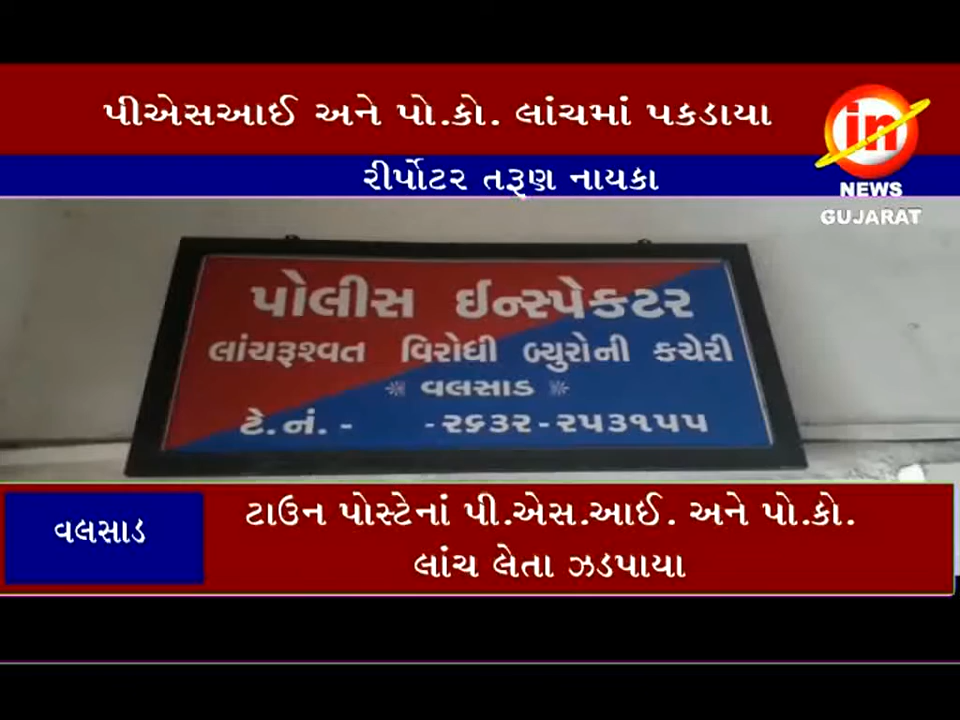 પીએસઆઈ અને પો.કો. લાંચમાં પકડાયા
in
NEWS
GUJARAT
રીર્પોટર તરૂણ નાયકા
પોલીસ ઈન્સ્પેકટર
લાંચરૂશ્વત વિરોધી બ્યુરોની કચેરી
વલસાડ
ટે.નં. - -૨૬૩૨-૨૫૩૧૫૫
વલસાડ
ટાઉન પોસ્ટેનાં પી.એસ.આઈ. અને પો.કો.
લાંચ લેતા ઝડપાયા